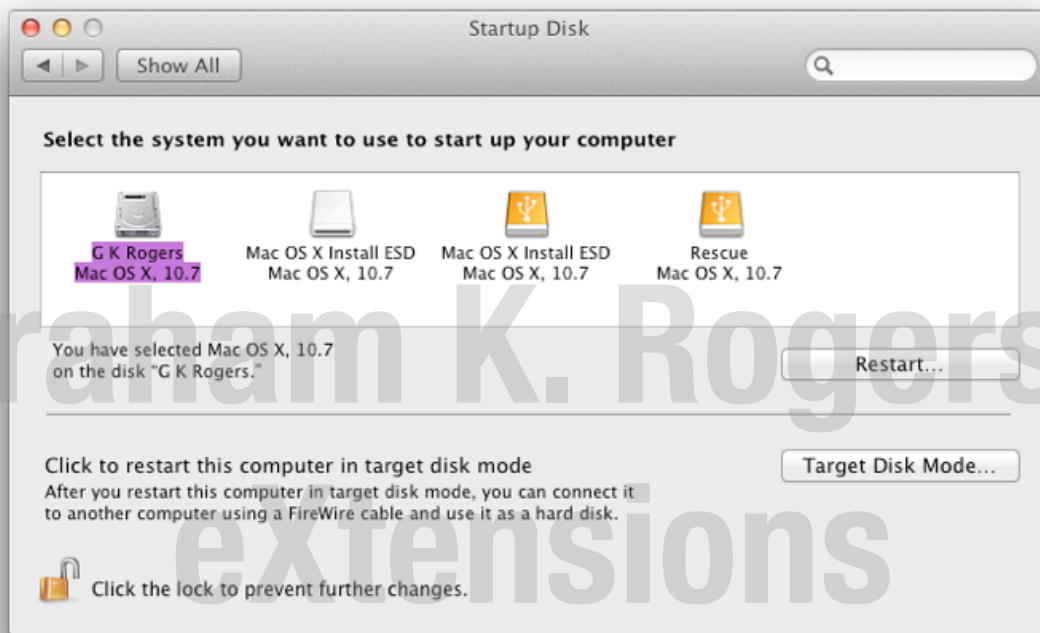 Startup Disk
Show All
Select the system you want to use to start up your computer
G K Rogers
Mac OS X, 10.7
Mac OS X Install ESD
Mac OS X, 10.7
Mac OS X Install ESD
Mac OS X, 10.7
Rescue
Mac OS X, 10.7
You have selected Mac OS X, 10.7
on the disk "G K Rogers."
Restart...
raham K. Rogers
Click to restart this computer in target disk mode
Target Disk Mode...
After you restart this computer in target disk mode, you can connect it
to another computer using a FireWire cable and use it as a hard disk.
eXtensions
Click the lock to prevent further changes.